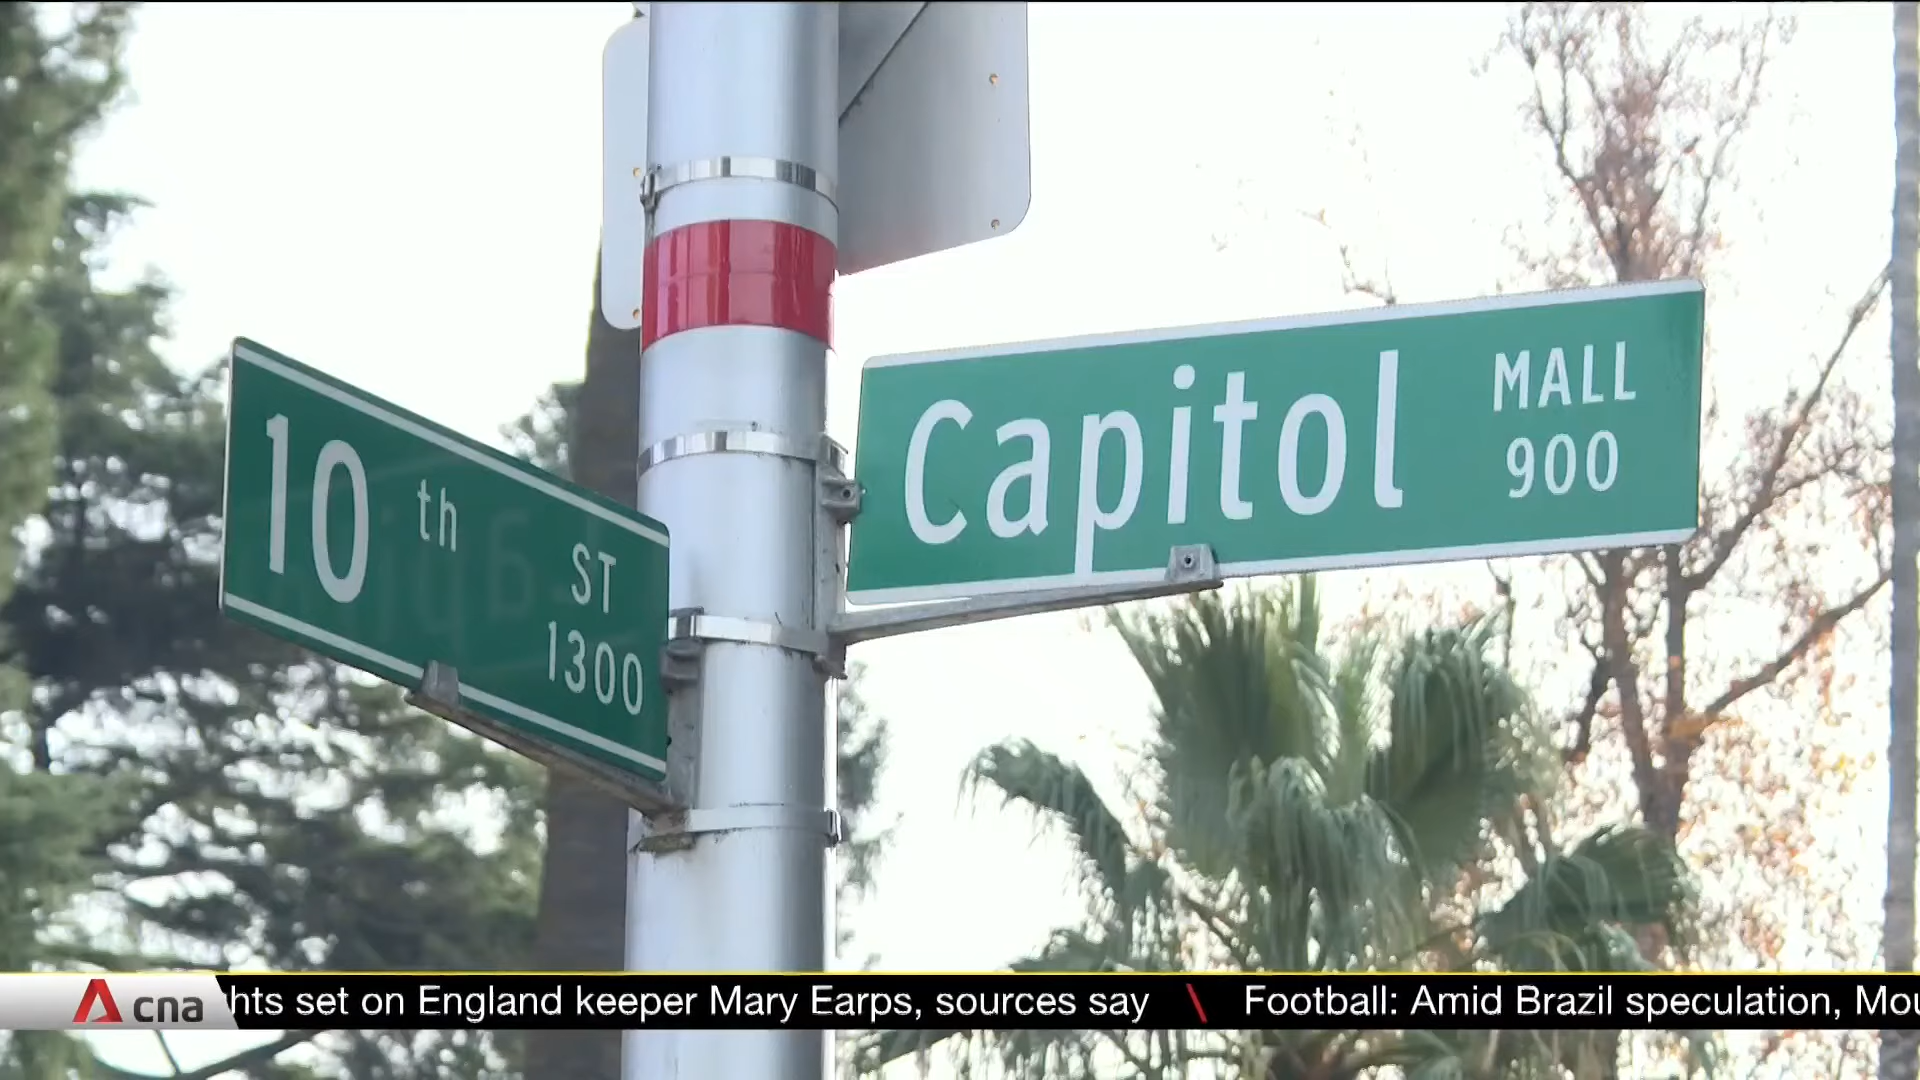 10 th
ST
1300
Capitol
MALL
900
cna
hts set on England keeper Mary Earps, sources say \ Football: Amid Brazil speculation, Mou